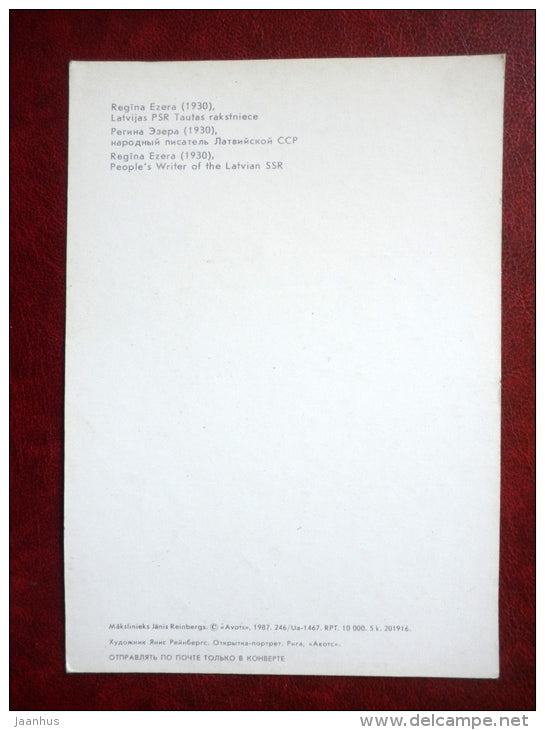 Regīna Ezera (1930),
Latvijas PSR Tautas rakstniece
Регина Эзера (1930),
народный писатель Латвийской ССР
Regīna Ezera (1930),
People's Writer of the Latvian SSR
Mākslinieks Jānis Reinbergs. © «Avots», 1987. 246/Ua-1467. RPT. 10 000. S.k. 201916.
Художник Янис Рейнбергс. Открытка-портрет. Рига, «Авотс».
ОТПРАВЛЯТЬ ПО ПОЧТЕ ТОЛЬКО В КОНВЕРТЕ
jaanhus
www.delcampe.net